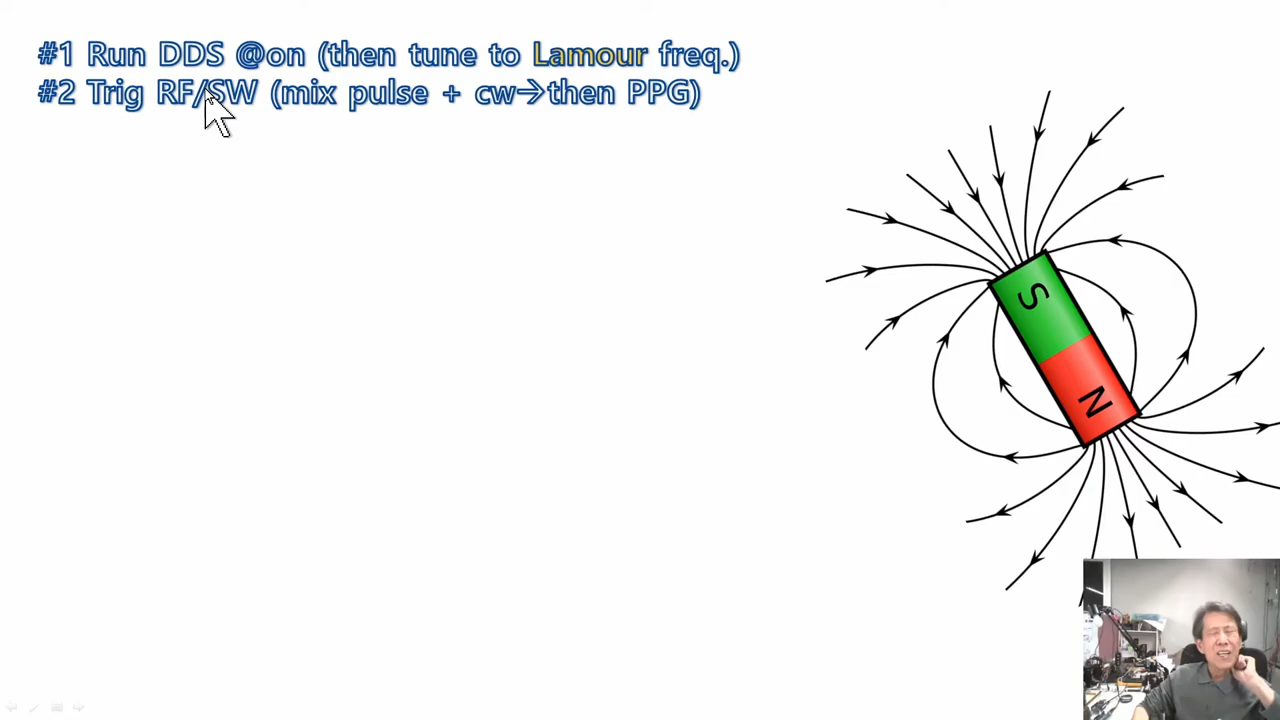 #1 Run DDS @on (then tune to Lamour freq.)
#2 Trig RF/SW (mix pulse + cw→then PPG)
S
N